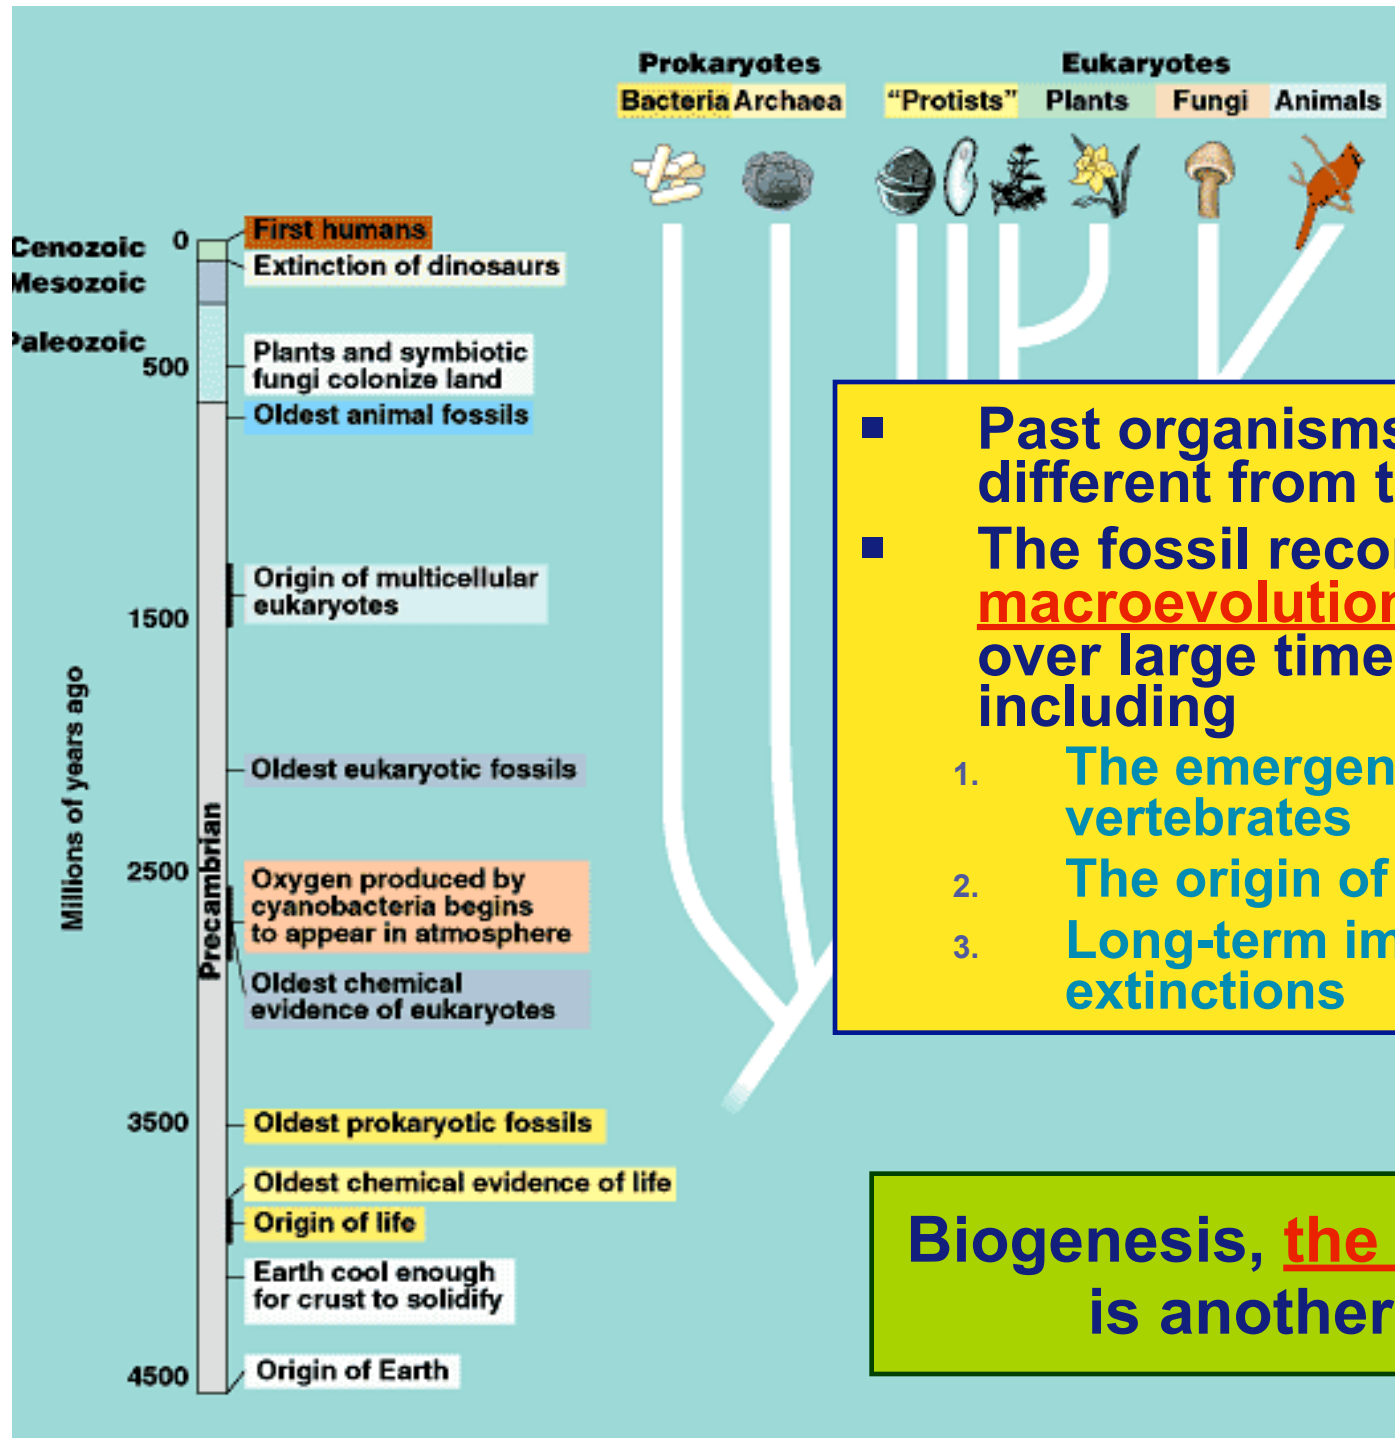 Prokaryotes
Eukaryotes
Bacteria Archaea
"Protists" Plants Fungi Animals
Cenozoic
0
First humans
Extinction of dinosaurs
Mesozoic
Paleozoic
500
Plants and symbiotic
fungi colonize land
Oldest animal fossils
Origin of multicellular
eukaryotes
1500
Millions of years ago
Precambrian
Oldest eukaryotic fossils
2500
Oxygen produced by
cyanobacteria begins
to appear in atmosphere
Oldest chemical
evidence of eukaryotes
3500
Oldest prokaryotic fossils
Oldest chemical evidence of life
Origin of life
Earth cool enough
for crust to solidify
4500
Origin of Earth
▪ Past organisms
different from t
▪ The fossil recor
macroevolution
over large time
including
1. The emergen
vertebrates
2. The origin of
3. Long-term im
extinctions
Biogenesis, the
is another